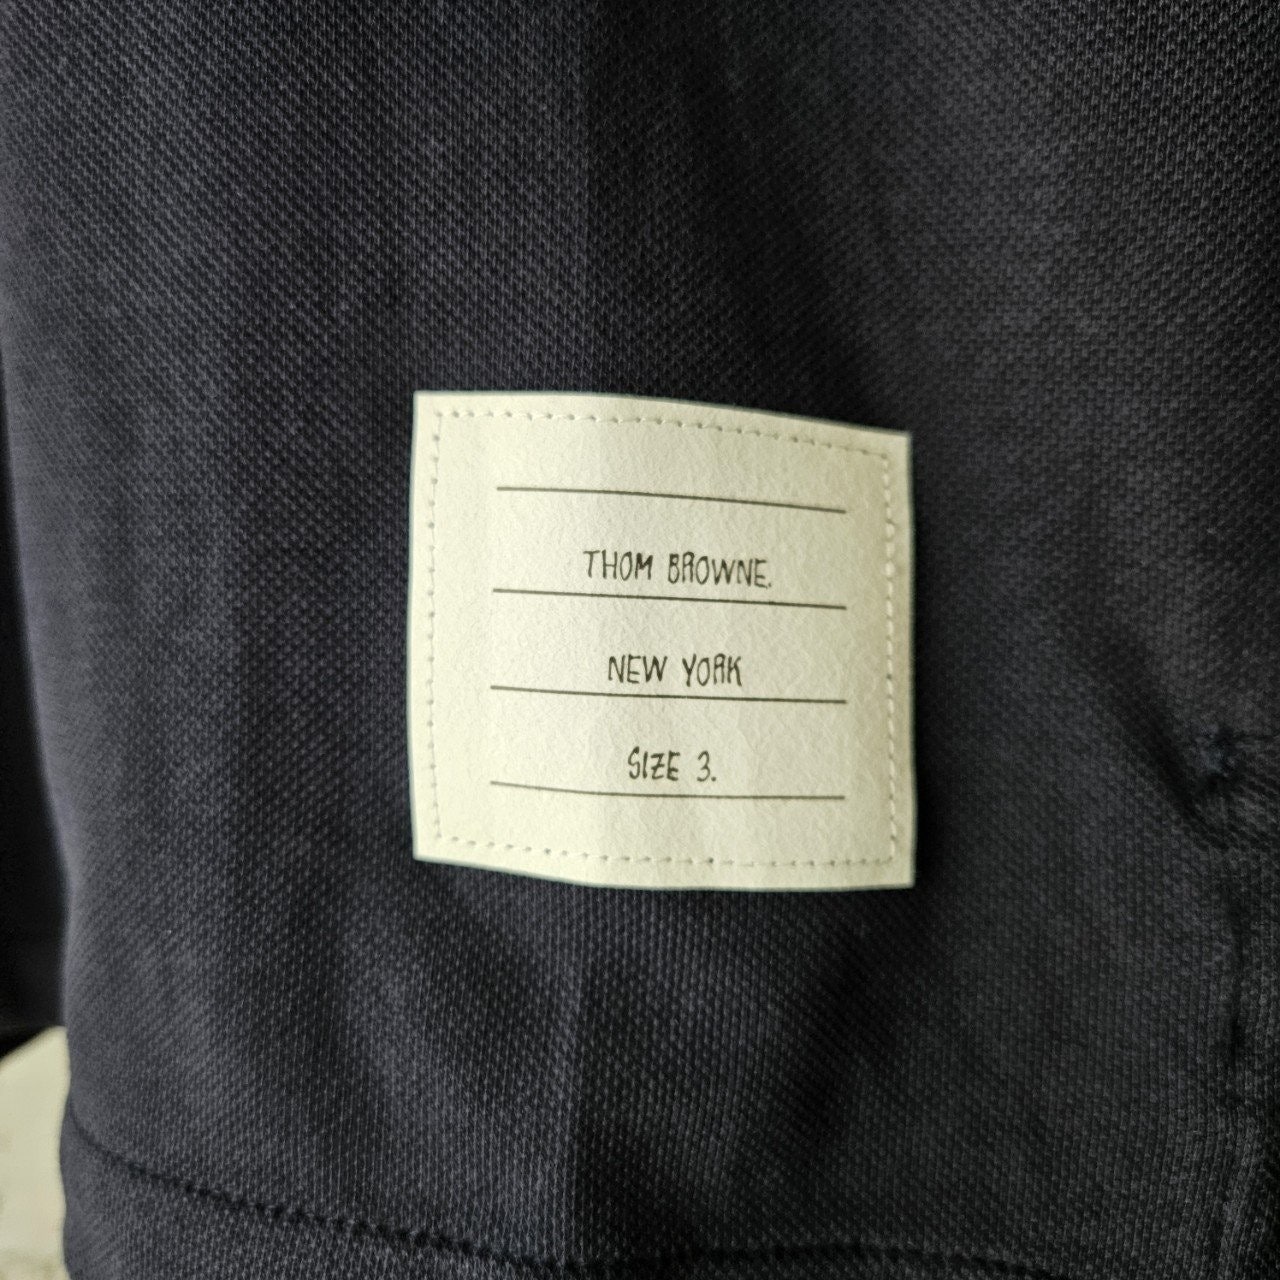 THOM BROWNE.
NEW YORK
SIZE 3.